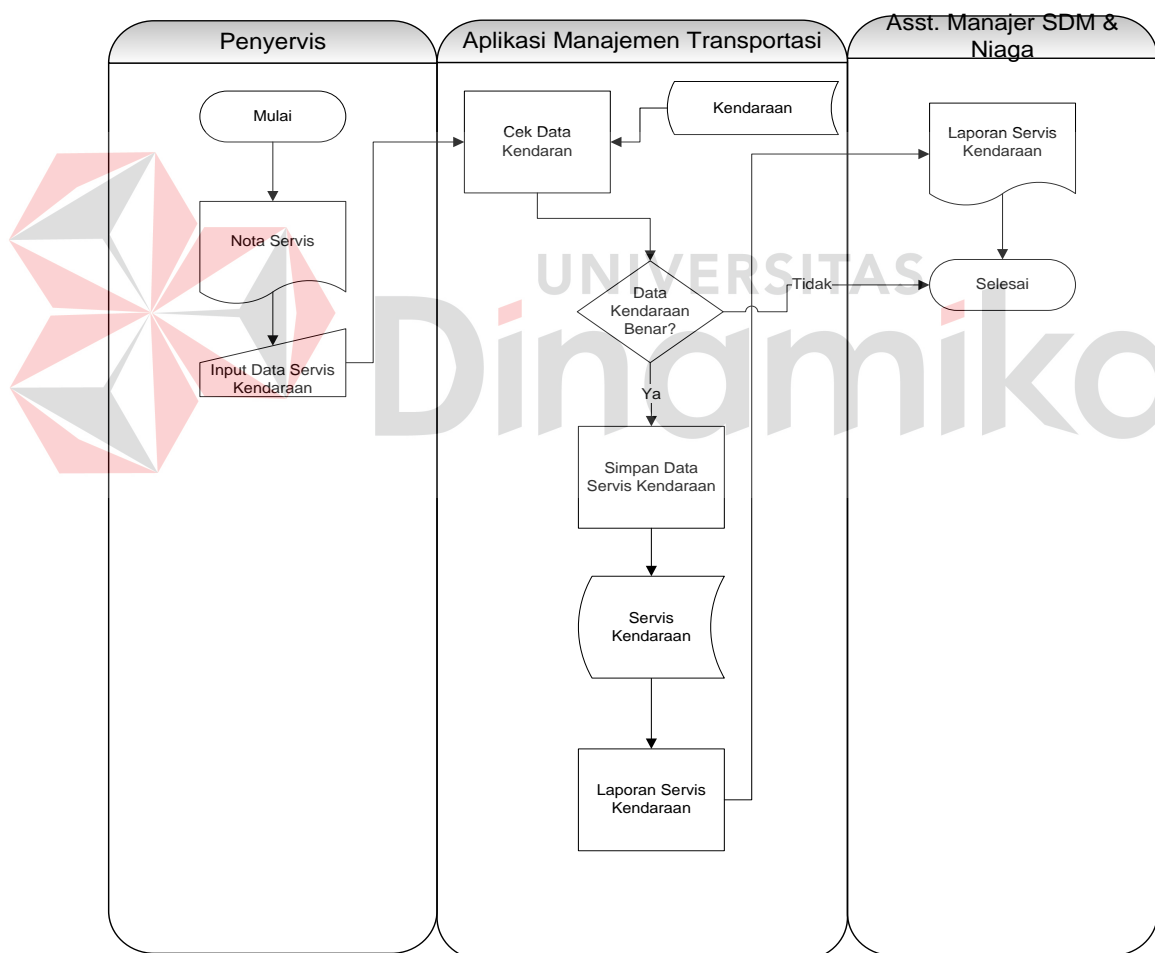 Penyervis
Aplikasi Manajemen Transportasi
Asst. Manajer SDM &
Niaga
Mulai
Nota Servis
Input Data Servis
Kendaraan
Cek Data
Kendaran
Kendaraan
Data
Kendaraan
Benar?
Tidak
Ya
Simpan Data
Servis Kendaraan
Servis
Kendaraan
Laporan Servis
Kendaraan
Laporan Servis
Kendaraan
Selesai
UNIVERSITAS
Dinamika